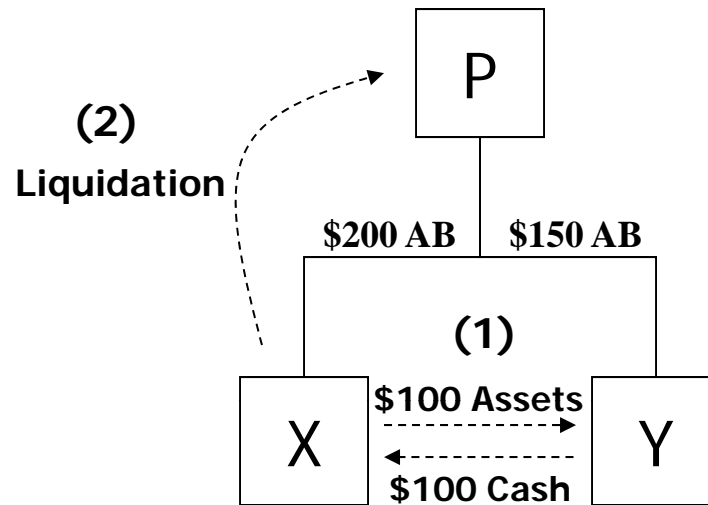 P
(2)
Liquidation
$200 AB
$150 AB
(1)
$100 Assets
X
Y
$100 Cash